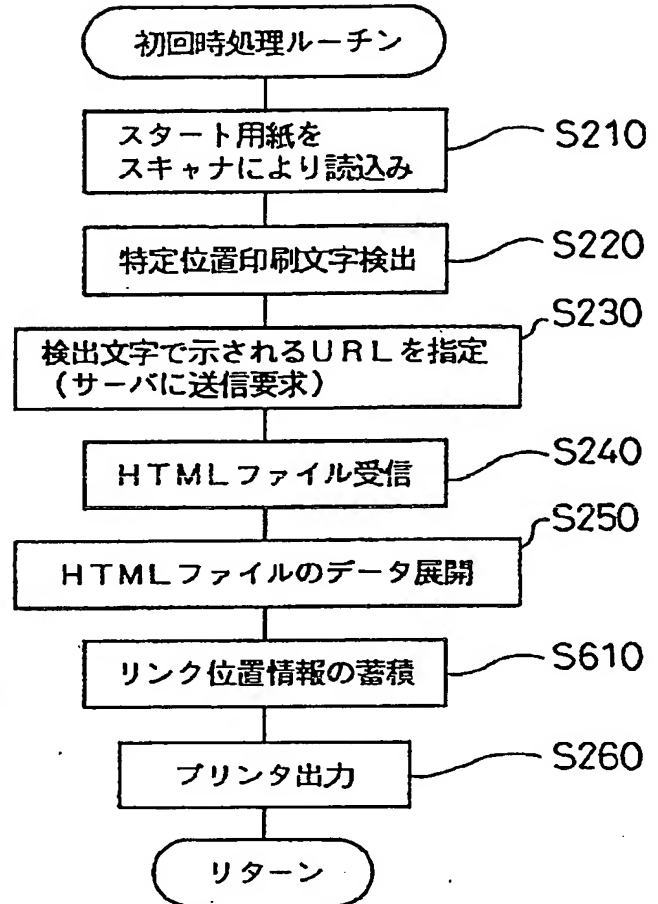 初回時処理ルーチン
スタート用紙を
スキャナにより読込み
S210
特定位置印刷文字検出
S220
検出文字で示されるURLを指定
(サーバに送信要求)
S230
HTMLファイル受信
S240
HTMLファイルのデータ展開
S250
リンク位置情報の蓄積
S610
プリンタ出力
S260
リターン